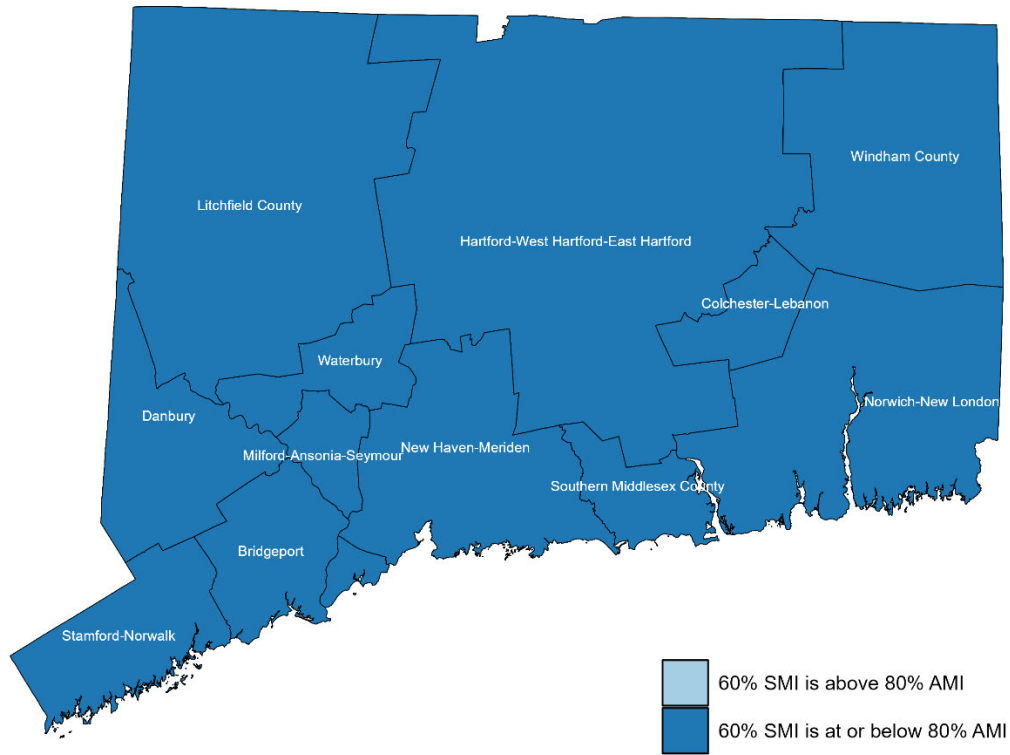 Windham County
Litchfield County
Hartford-West Hartford-East Hartford
Colchester-Lebanon
Waterbury
Norwich-New London
Danbury
New Haven-Meriden
Milford-Ansonia-Seymour
Southern Middlesex County
Bridgeport
Stamford-Norwalk
60% SMI is above 80% AMI
60% SMI is at or below 80% AMI